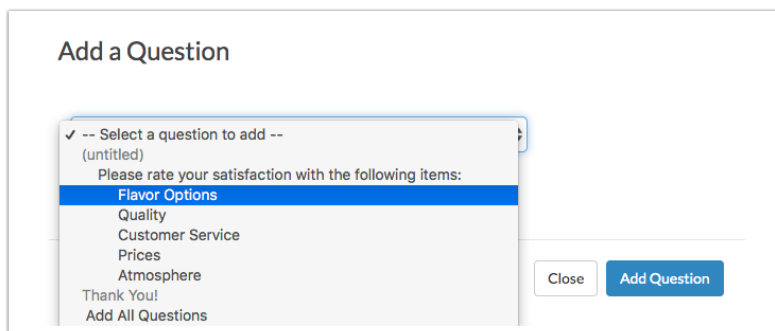 Add a Question
✓ -- Select a question to add --
(untitled)
Please rate your satisfaction with the following items:
Flavor Options
Quality
Customer Service
Prices
Atmosphere
Thank You!
Add All Questions
Close
Add Question